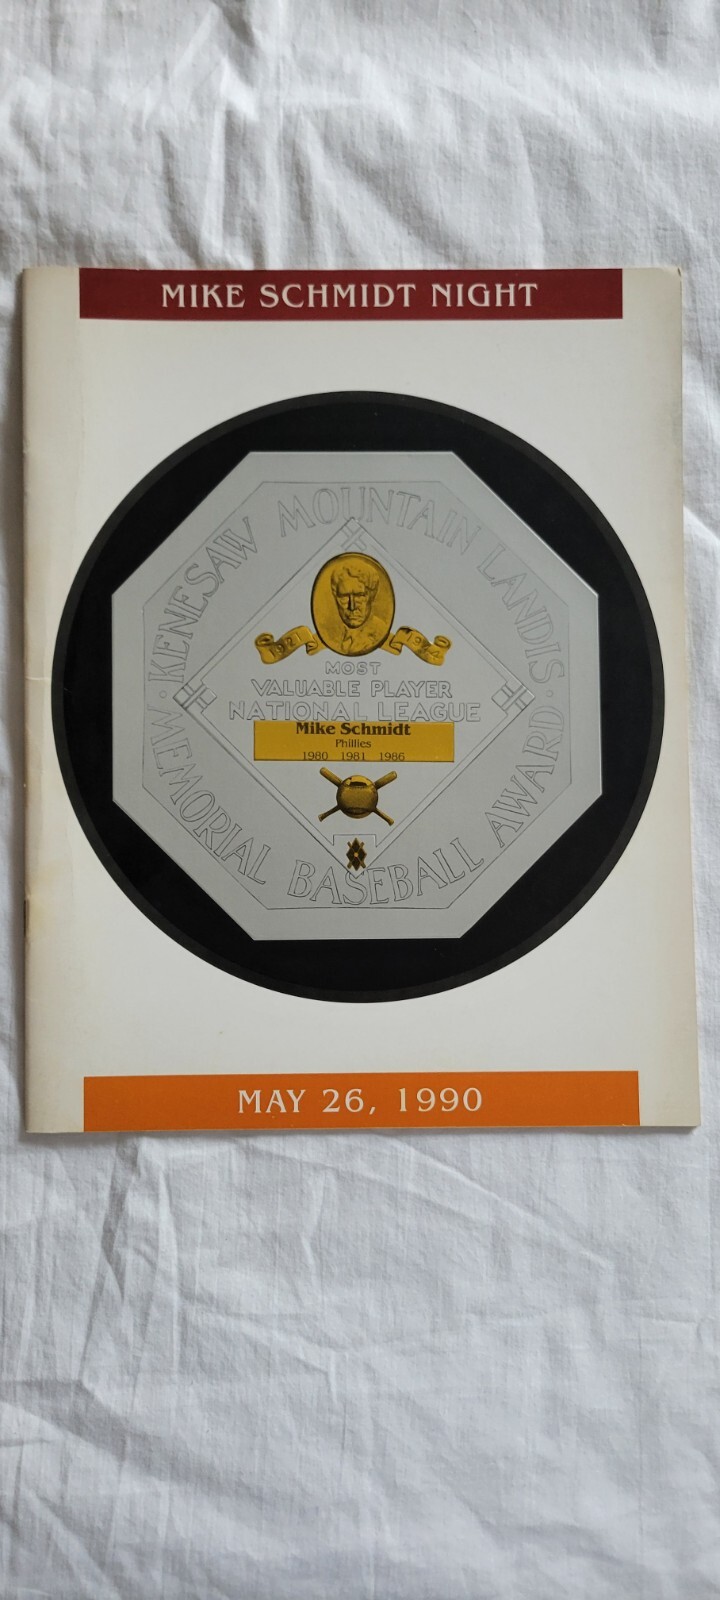 MIKE SCHMIDT NIGHT
KENESAW MOUNTAIN LANDIS
1921 1944
MOST
VALUABLE PLAYER
NATIONAL LEAGUE
Mike Schmidt
Phillies
1980 1981 1986
MEMORIAL BASEBALL AWARD
MAY 26, 1990